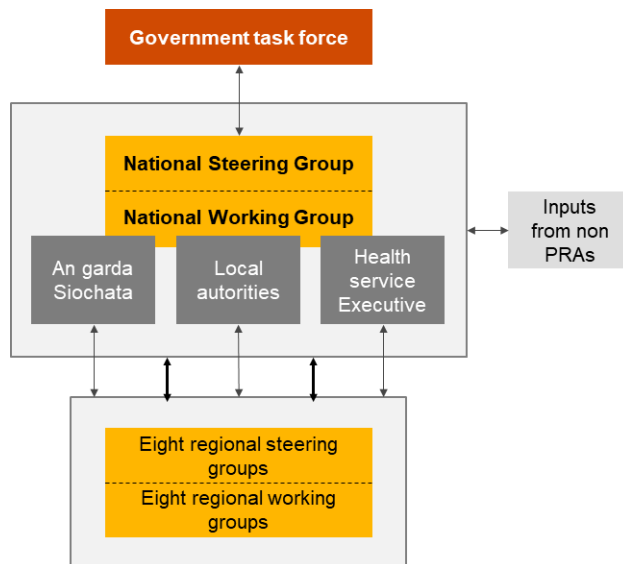 Government task force
National Steering Group
National Working Group
An garda
Siochata
Local
autorities
Health
service
Executive
Inputs
from non
PRAs
Eight regional steering
groups
Eight regional working
groups